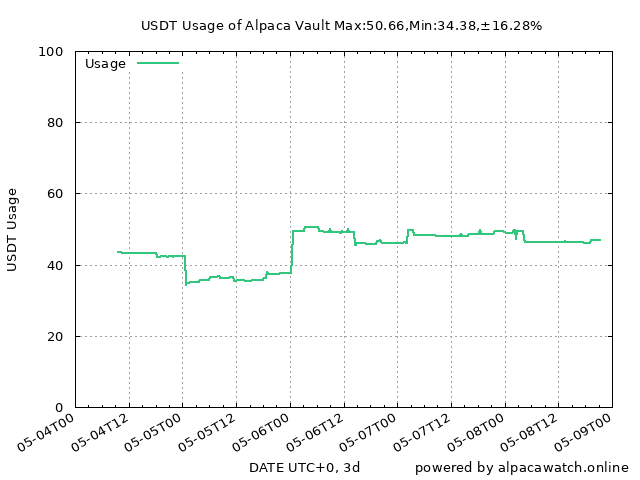 USDT Usage of Alpaca Vault Max:50.66,Min:34.38,±16.28%
Usage
USDT Usage
100
80
60
40
20
0
05-04T00
05-04T12
05-05T00
05-05T12
05-06T00
05-06T12
05-07T00
05-07T12
05-08T00
05-08T12
05-09T00
DATE UTC+0, 3d
powered by alpacawatch.online